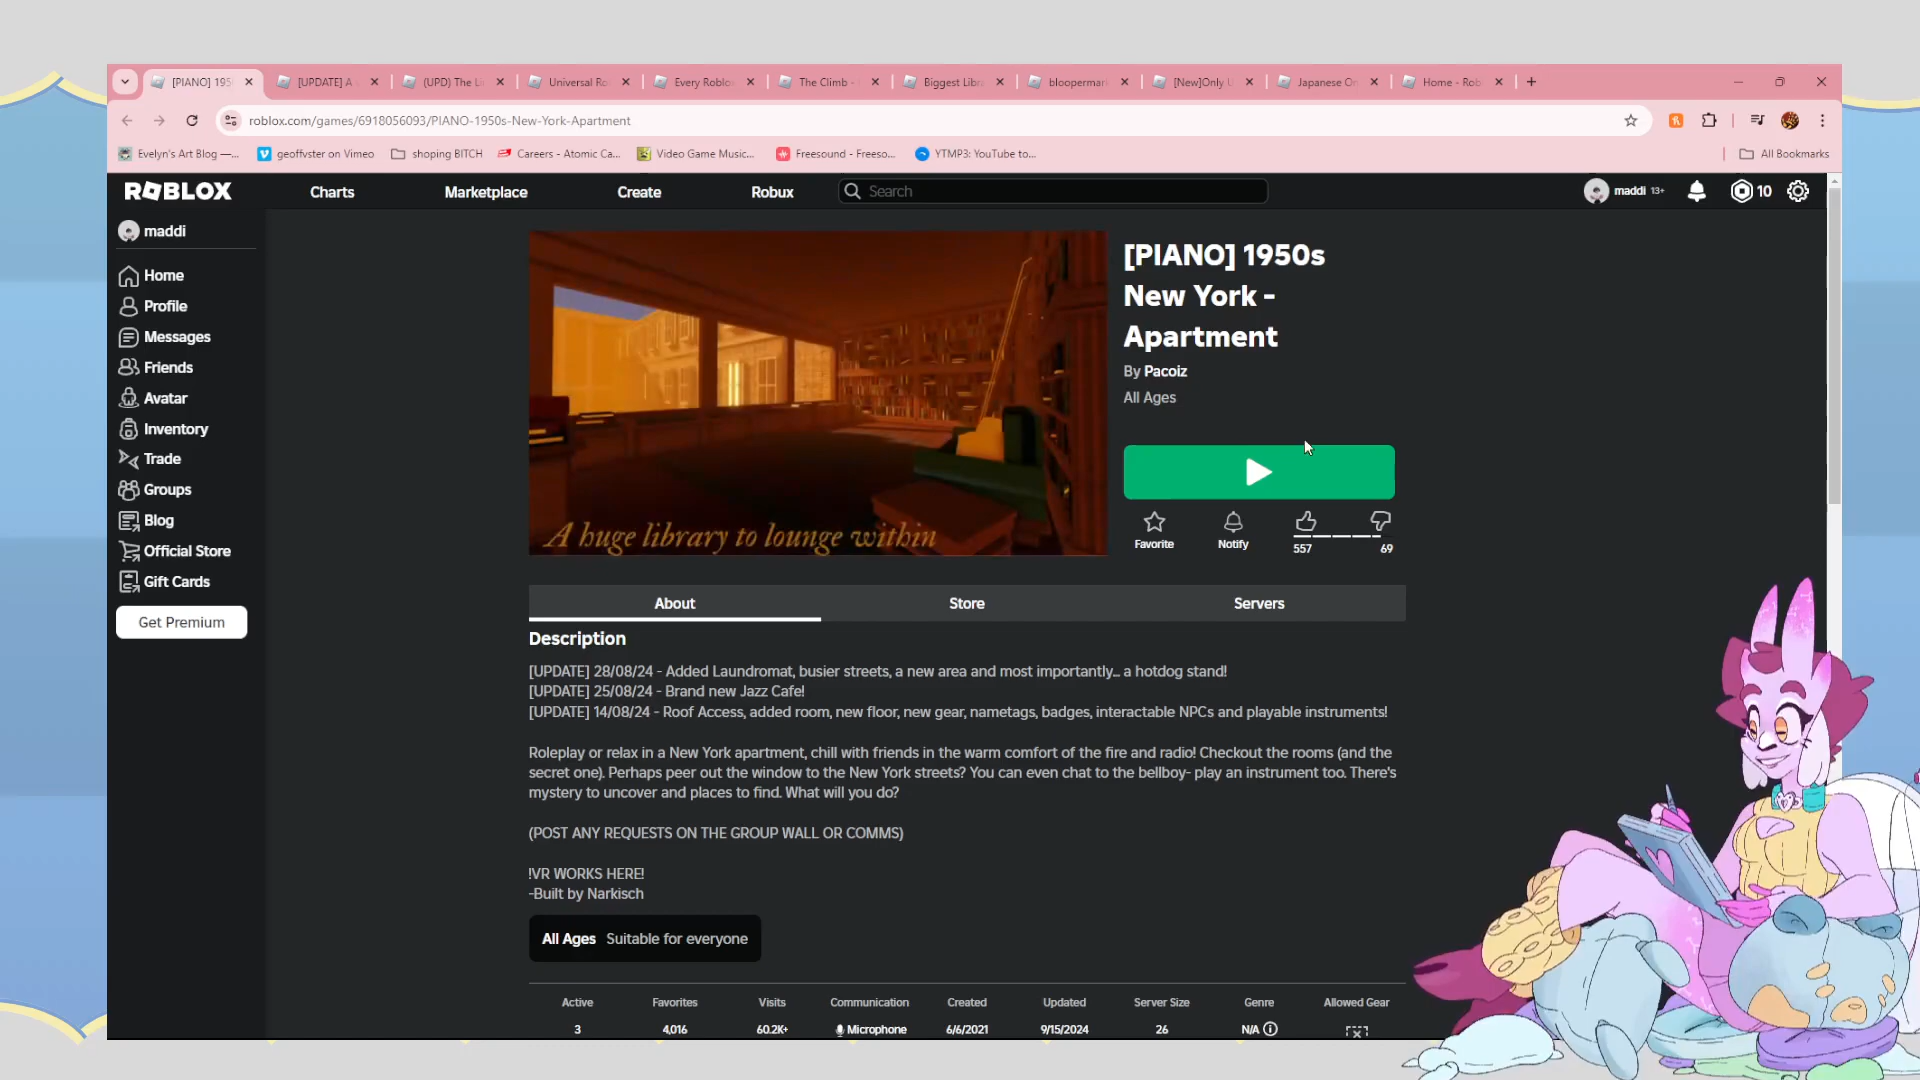 [PIANO] 195
[UPDATE] A
(UPD) The Li
Universal Ro
Every Roblo
The Climb -
Biggest Libr
bloopermar
[New]Only U
Japanese On
Home - Rob
roblox.com/games/6918056093/PIANO-1950s-New-York-Apartment
Evelyn's Art Blog —...
geoffvster on Vimeo
shoping BITCH
Careers - Atomic Ca...
Video Game Music...
Freesound - Freeso...
YTMP3: YouTube to...
All Bookmarks
ROBLOX
Charts
Marketplace
Create
Robux
Search
maddi 13+
10
maddi
Home
Profile
Messages
Friends
Avatar
Inventory
Trade
Groups
Blog
Official Store
Gift Cards
Get Premium
A huge library to lounge within
[PIANO] 1950s
New York -
Apartment
By Pacoiz
All Ages
Favorite
Notify
557
69
About
Store
Servers
Description
[UPDATE] 28/08/24 - Added Laundromat, busier streets, a new area and most importantly... a hotdog stand!
[UPDATE] 25/08/24 - Brand new Jazz Cafe!
[UPDATE] 14/08/24 - Roof Access, added room, new floor, new gear, nametags, badges, interactable NPCs and playable instruments!
Roleplay or relax in a New York apartment, chill with friends in the warm comfort of the fire and radio! Checkout the rooms (and the
secret one). Perhaps peer out the window to the New York streets? You can even chat to the bellboy- play an instrument too. There's
mystery to uncover and places to find. What will you do?
(POST ANY REQUESTS ON THE GROUP WALL OR COMMS)
!VR WORKS HERE!
-Built by Narkisch
All Ages Suitable for everyone
Active
Favorites
Visits
Communication
Created
Updated
Server Size
Genre
Allowed Gear
3
4,016
60.2K+
Microphone
6/6/2021
9/15/2024
26
N/A